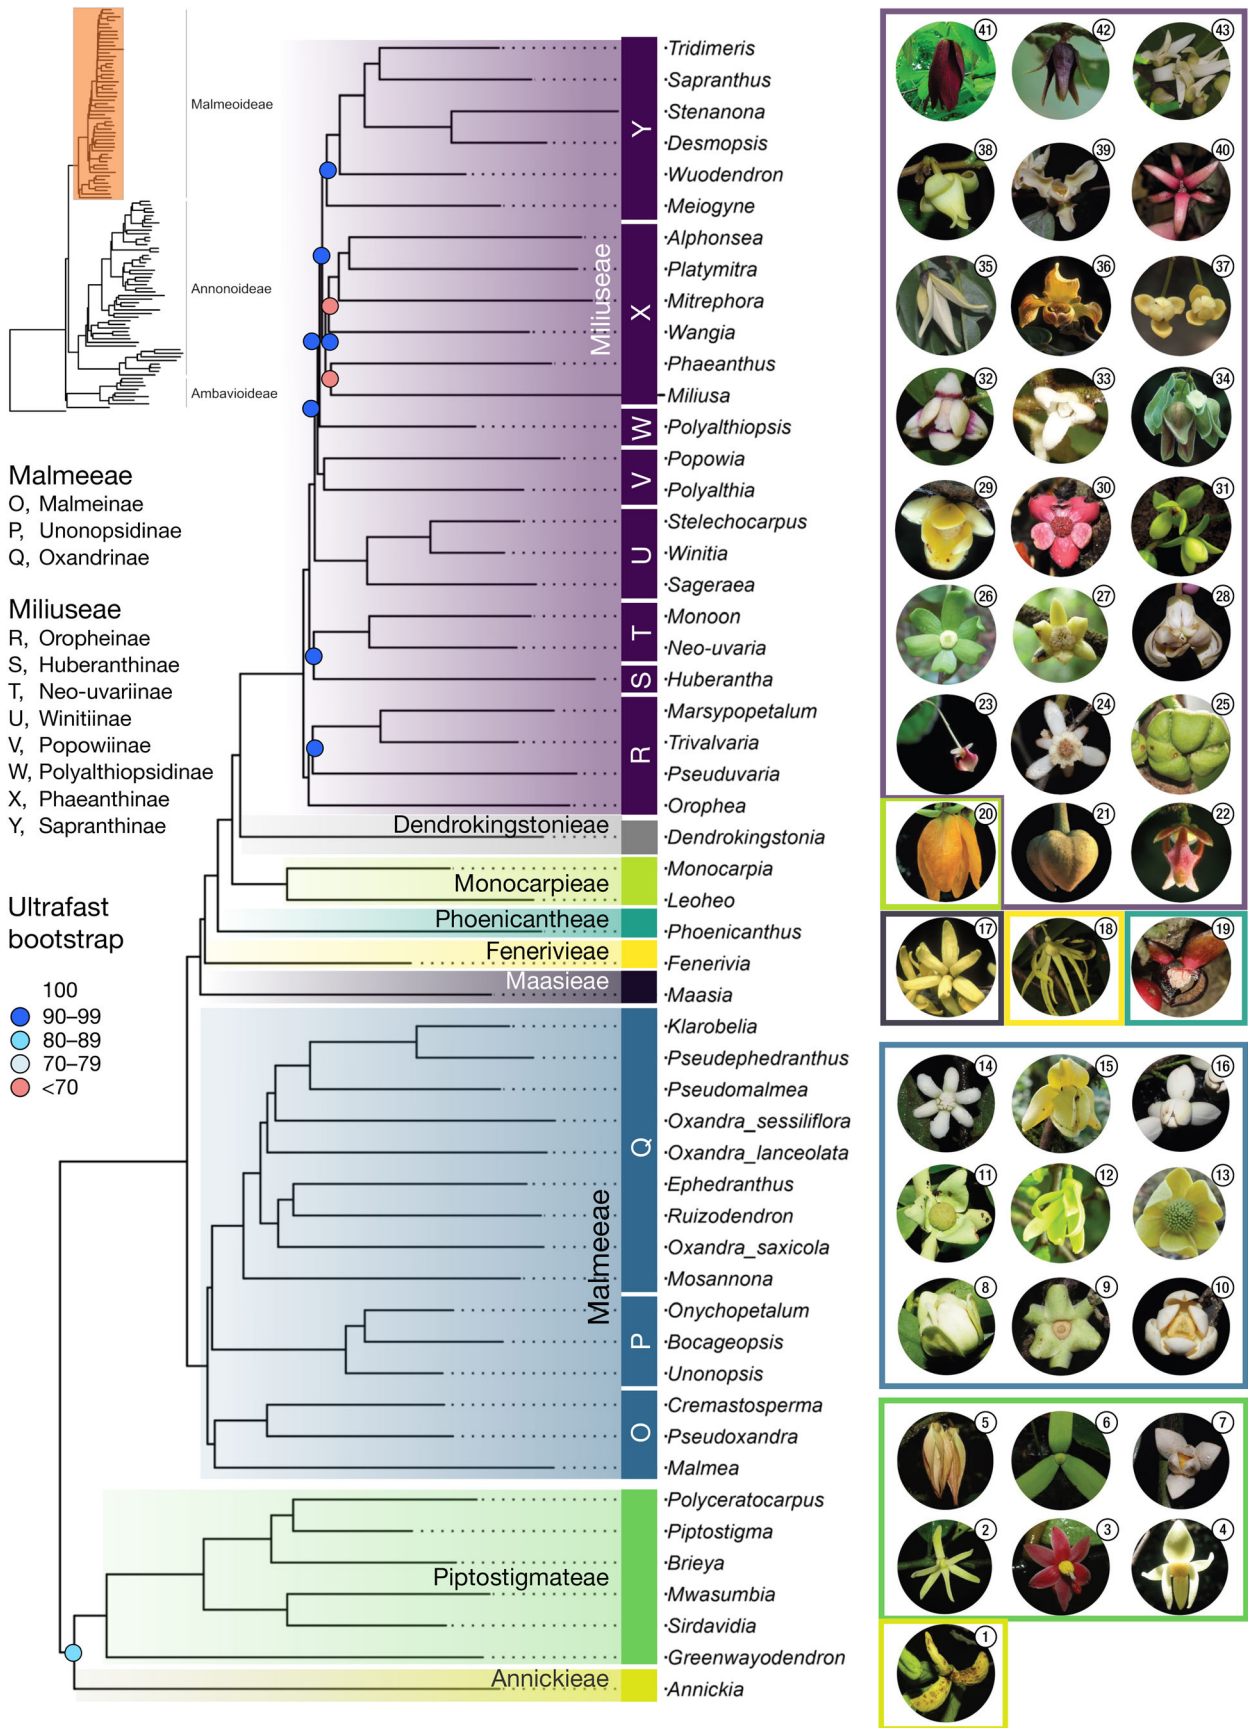 Malmeoideae
Annonoideae
Ambavioideae
Malmeeae
O, Malmeinae
P, Unonopsidinae
Q, Oxandrinae
Miliuseae
R, Oropheinae
S, Huberanthinae
T, Neo-uvariinae
U, Winitiinae
V, Popowiinae
W, Polyalthiopsidinae
X, Phaeanthinae
Y, Sapranthinae
Ultrafast
bootstrap
100
90–99
80–89
70–79
<70
Tridimeris
Sapranthus
Stenanona
Desmopsis
Wuodendron
Meiogyne
Alphonsea
Platymitra
Mitrephora
Wangia
Phaeanthus
Miliusa
Polyalthiopsis
Popowia
Polyalthia
Stelechocarpus
Winitia
Sageraea
Monoon
Neo-uvaria
Huberantha
Marsypopetalum
Trivalvaria
Pseuduvaria
Orophea
Dendrokingstonia
Monocarpia
Leoheo
Phoenicanthus
Fenerivia
Maasia
Klarobelia
Pseudephedranthus
Pseudomalmea
Oxandra_sessiliflora
Oxandra_lanceolata
Ephedranthus
Ruizodendron
Oxandra_saxicola
Mosannona
Onychopetalum
Bocageopsis
Unonopsis
Cremastosperma
Pseudoxandra
Malmea
Polyceratocarpus
Piptostigma
Brieya
Mwasumbia
Sirdavidia
Greenwayodendron
Annickia
Miliuseae
Dendrokingstonieae
Monocarpieae
Phoenicantheae
Fenerivieae
Maasieae
Malmeeae
Piptostigmateae
Annickieae
Y
X
W
V
U
T
S
R
Q
P
O
41 42 43
38 39 40
35 36 37
32 33 34
29 30 31
26 27 28
23 24 25
20 21 22
17 18 19
14 15 16
11 12 13
8 9 10
5 6 7
2 3 4
1